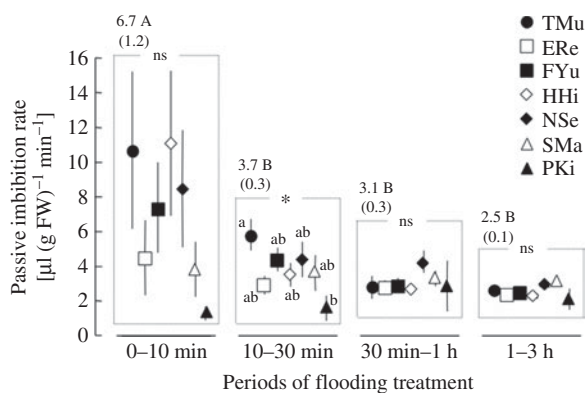 6.7 A
(1.2)
ns
TMu
ERe
FYu
HHi
NSe
SMa
PKi
16
14
12
10
8
6
4
2
0
Passive imbibition rate
[µl (g FW)⁻¹ min⁻¹]
3.7 B
(0.3)
*
a
ab
ab
ab
ab
ab
b
3.1 B
(0.3)
ns
2.5 B
(0.1)
ns
0–10 min
10–30 min
30 min–1 h
1–3 h
Periods of flooding treatment